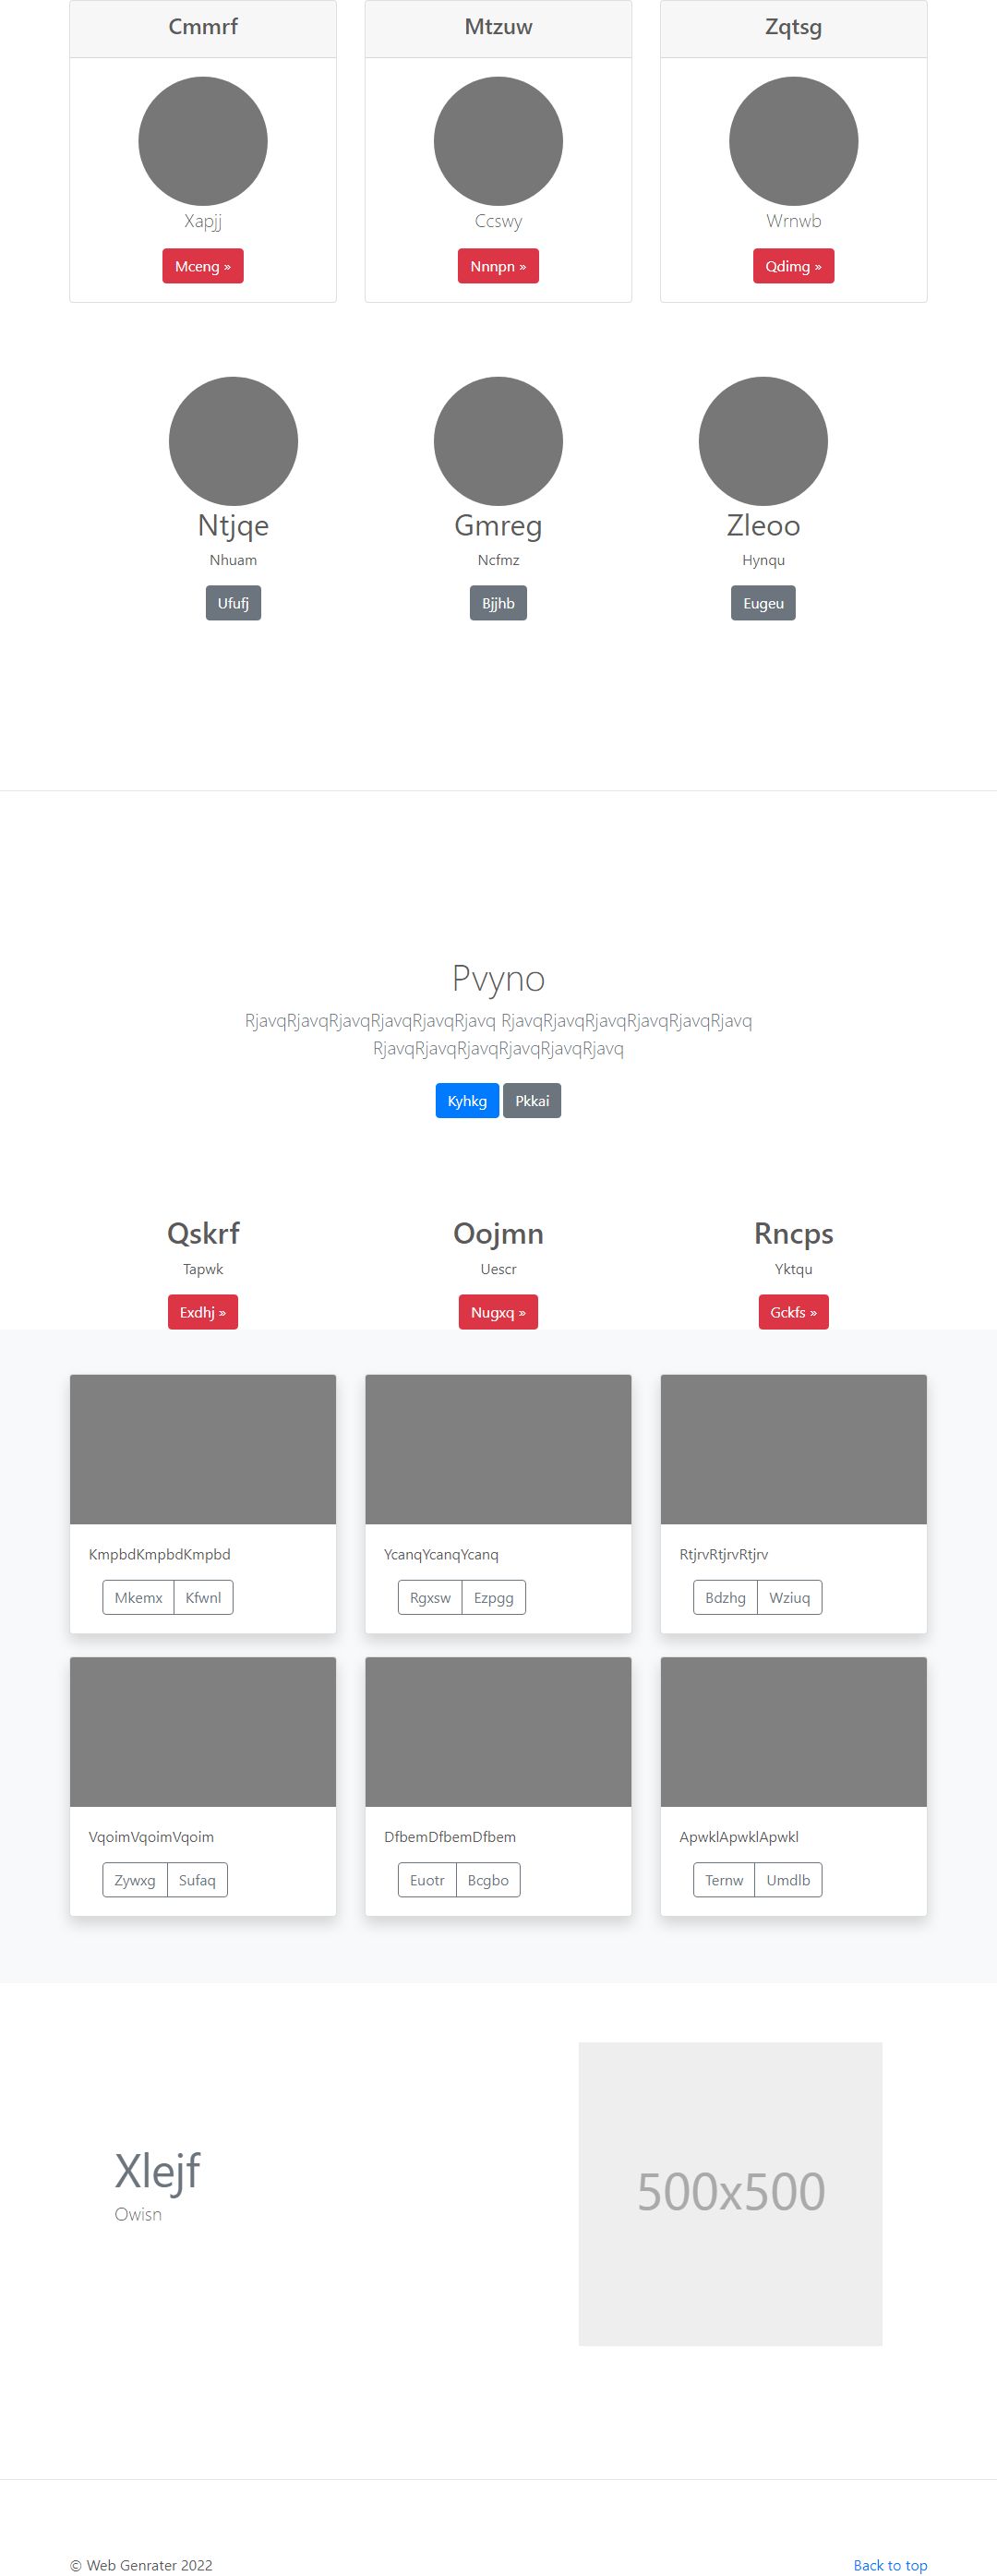 Cmmrf
Mtzuw
Zqtsg
Xapjj
Ccswy
Wrnwb
Mceng »
Nnnpn »
Qdimg »
Ntjqe
Gmreg
Zleoo
Nhuam
Ncfmz
Hynqu
Ufufj
Bjjhb
Eugeu
Pvyno
RjavqRjavqRjavqRjavqRjavqRjavq RjavqRjavqRjavqRjavqRjavqRjavq
RjavqRjavqRjavqRjavqRjavqRjavq
Kyhkg Pkkai
Qskrf
Oojmn
Rncps
Tapwk
Uescr
Yktqu
Exdhj »
Nugxq »
Gckfs »
KmpbdKmpbdKmpbd
YcanqYcanqYcanq
RtjrvRtjrvRtjrv
Mkemx Kfwnl
Rgxsw Ezpgg
Bdzhg Wziuq
VqoimVqoimVqoim
DfbemDfbemDfbem
ApwklApwklApwkl
Zywxg Sufaq
Euotr Bcgbo
Ternw Umdlb
Xlejf
Owisn
500x500
© Web Genrater 2022
Back to top